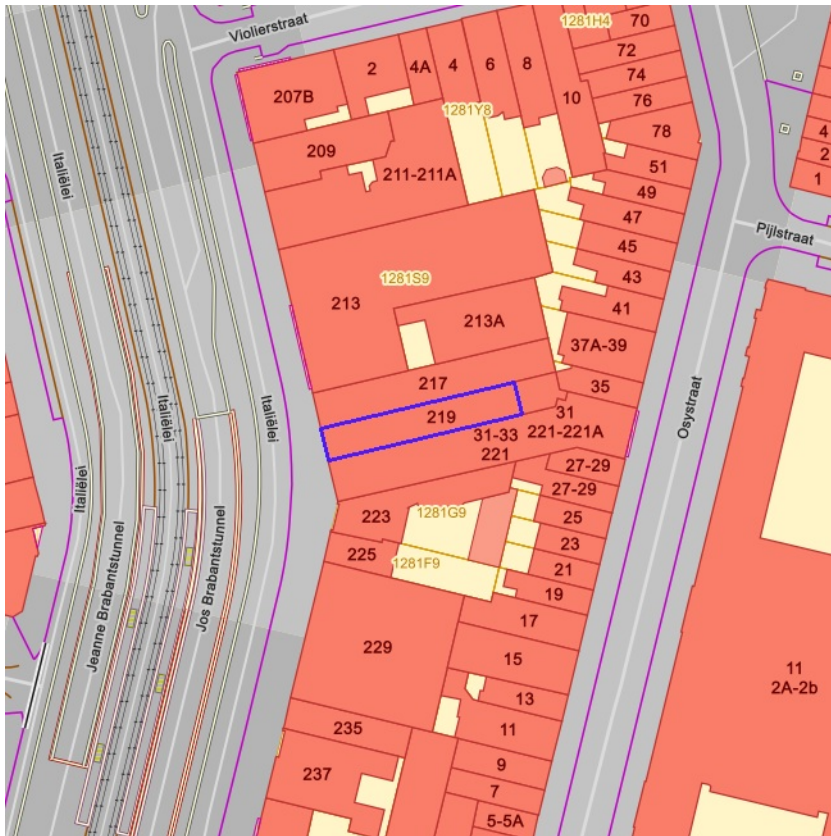 Violierstraat
1281H4
70
2
4A
4
6
8
72
74
207B
10
76
1281Y8
78
4
2
1
209
211-211A
51
49
47
45
Pijlstraat
43
1281S9
41
213
213A
37A-39
217
35
219
31
31-33
221-221A
221
27-29
27-29
223
1281G9
25
225
1281F9
23
21
19
17
229
15
13
11
235
9
237
7
5-5A
11
2A-2b
Italiëlei
Italiëlei
Italiëlei
Italiëlei
Jeanne Brabantstunnel
Jos Brabantstunnel
Osystraat